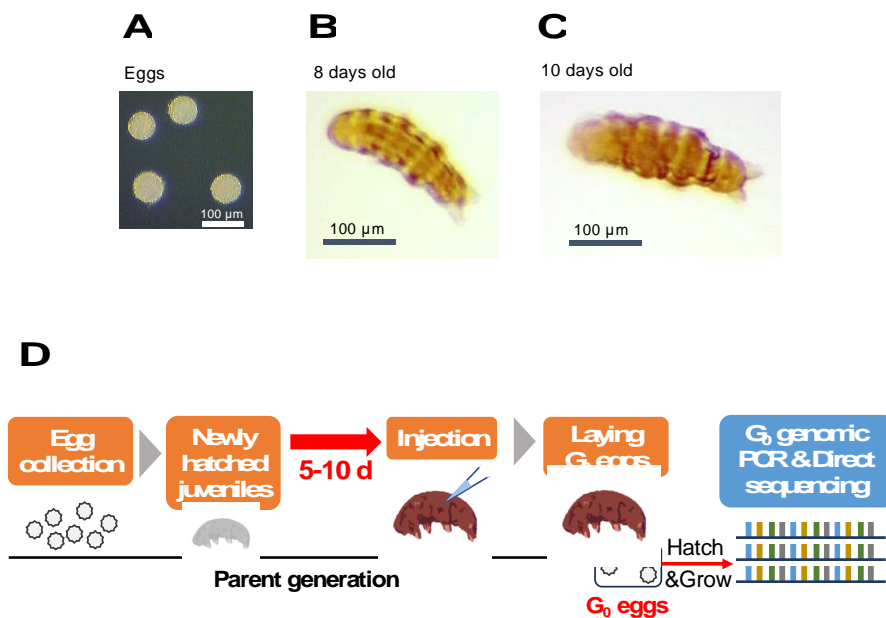 A
B
C
Eggs
8 days old
10 days old
100 µm
100 µm
100 µm
D
Egg
collection
Newly
hatched
juveniles
5-10 d
Injection
Laying
G₀ eggs
G₀ genomic
PCR & Direct
sequencing
Parent generation
Hatch
&Grow
G₀ eggs